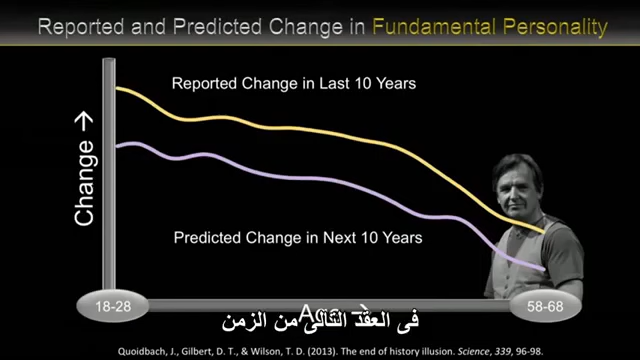 Reported and Predicted Change in Fundamental Personality
Reported Change in Last 10 Years
Change →
Predicted Change in Next 10 Years
18-28
58-68
فى العقد التالى من الزمن
Quoidbach, J., Gilbert, D. T., & Wilson, T. D. (2013). The end of history illusion. Science, 339, 96-98.